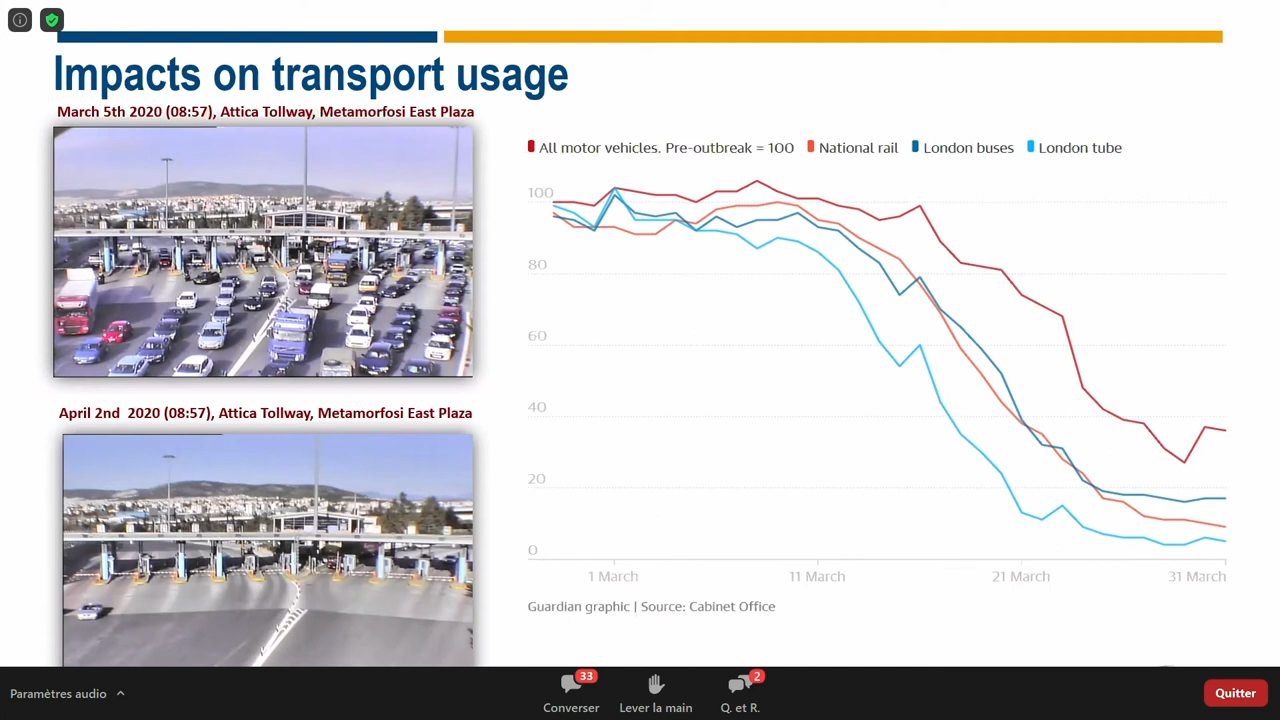 Impacts on transport usage
March 5th 2020 (08:57), Attica Tollway, Metamorfosi East Plaza
All motor vehicles. Pre-outbreak = 100 National rail London buses London tube
100
80
60
40
20
0
1 March 11 March 21 March 31 March
Guardian graphic | Source: Cabinet Office
April 2nd 2020 (08:57), Attica Tollway, Metamorfosi East Plaza
Paramètres audio
33
Converser
Lever la main
2
Q. et R.
Quitter